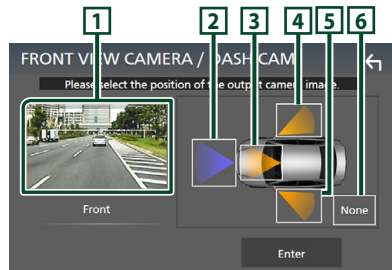 1 2 3 4 5 6
FRONT VIEW CAMERA / DASH CAM
Please select the position of the output camera image.
Front
None
Enter